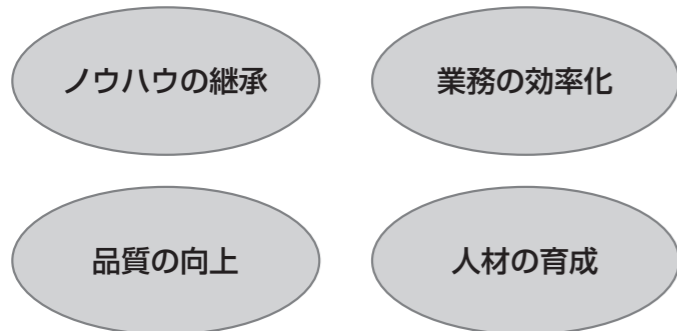 ノウハウの継承
業務の効率化
品質の向上
人材の育成